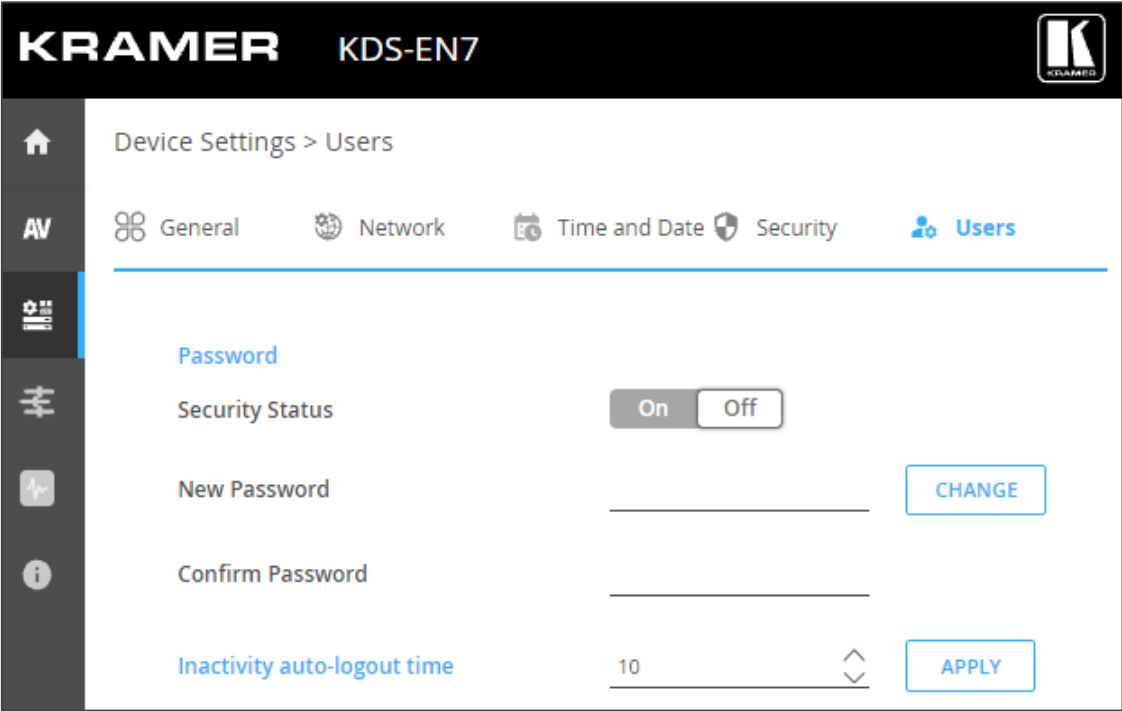 KRAMER KDS-EN7
KRAMER
Device Settings > Users
AV
General Network Time and Date Security Users
Password
Security Status On Off
New Password CHANGE
Confirm Password
Inactivity auto-logout time 10 APPLY